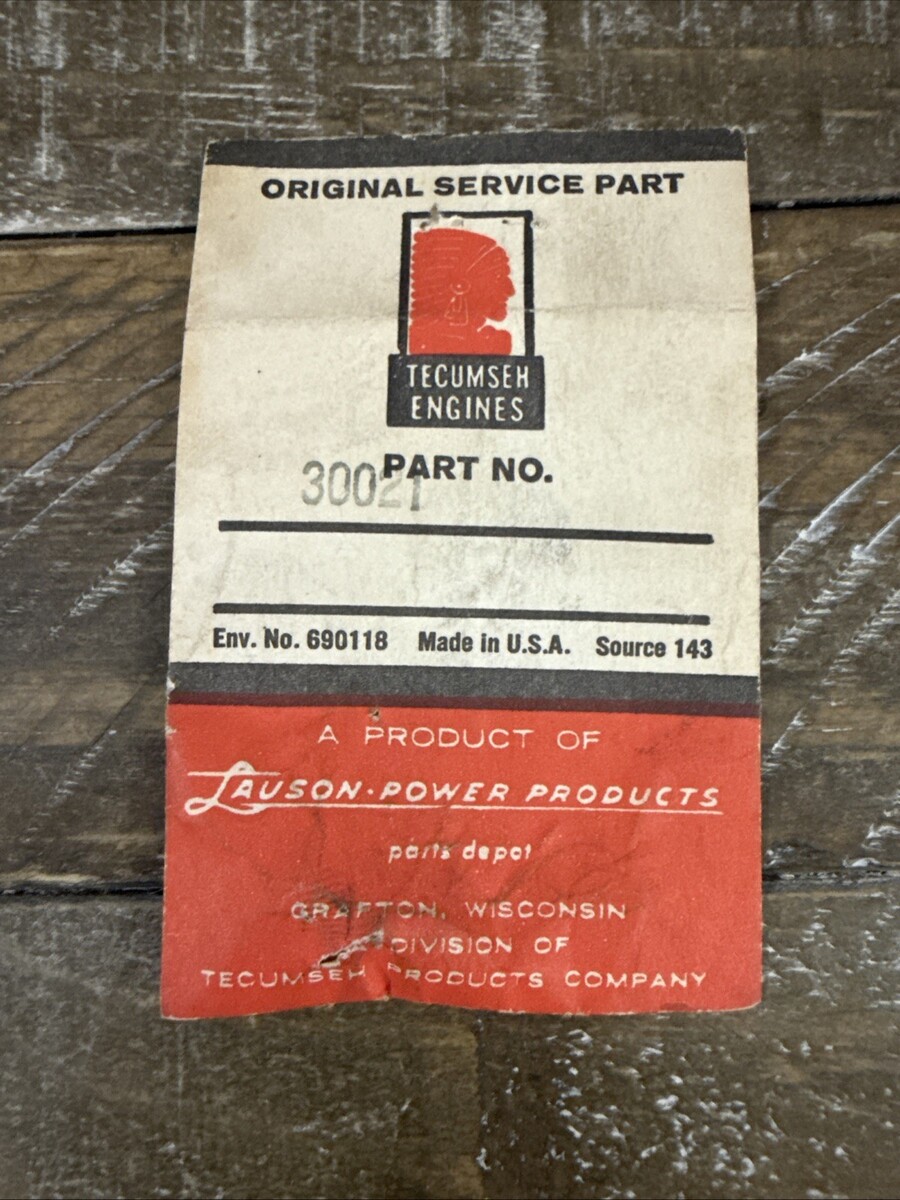 ORIGINAL SERVICE PART
TECUMSEH
ENGINES
PART NO.
30021
Env. No. 690118 Made in U.S.A. Source 143
A PRODUCT OF
LAUSON·POWER PRODUCTS
parts depot
GRAFTON, WISCONSIN
DIVISION OF
TECUMSEH PRODUCTS COMPANY